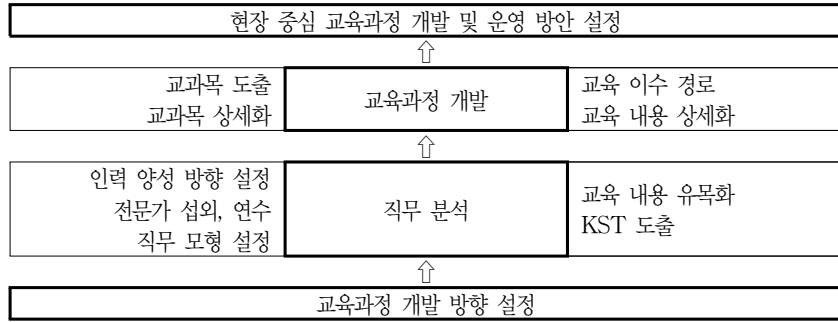 현장 중심 교육과정 개발 및 운영 방안 설정
⇧
교과목 도출
교과목 상세화
교육과정 개발
교육 이수 경로
교육 내용 상세화
⇧
인력 양성 방향 설정
전문가 섭외, 연수
직무 모형 설정
직무 분석
교육 내용 유목화
KST 도출
⇧
교육과정 개발 방향 설정